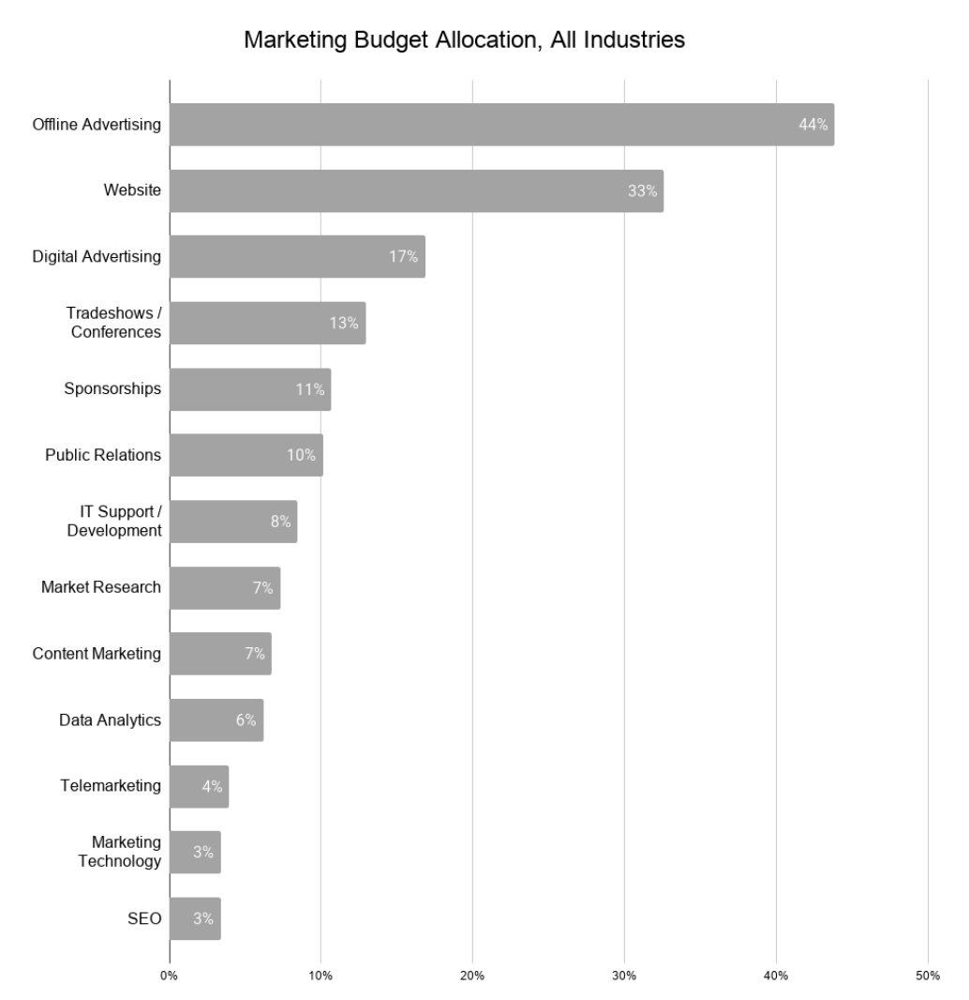 Marketing Budget Allocation, All Industries
Offline Advertising
44%
Website
33%
Digital Advertising
17%
Tradeshows /
Conferences
13%
Sponsorships
11%
Public Relations
10%
IT Support /
Development
8%
Market Research
7%
Content Marketing
7%
Data Analytics
6%
Telemarketing
4%
Marketing
Technology
3%
SEO
3%
0%
10%
20%
30%
40%
50%